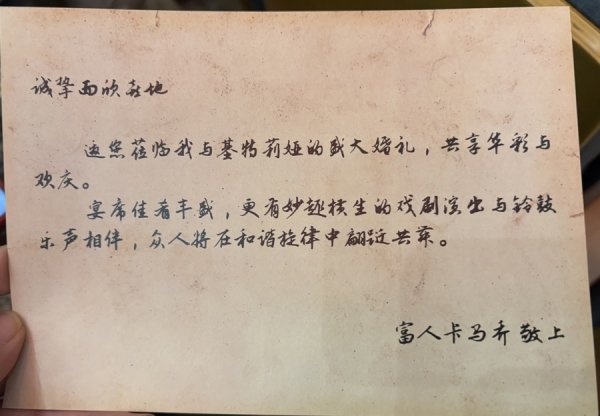 诚挚而欣喜地
邀您莅临我与基特莉娅的盛大婚礼，共享华彩与
欢庆。
宴席佳肴丰盛，更有妙趣横生的戏剧演出与铃鼓
乐声相伴，众人将在和谐旋律中翩跹共舞。
富人卡马乔敬上